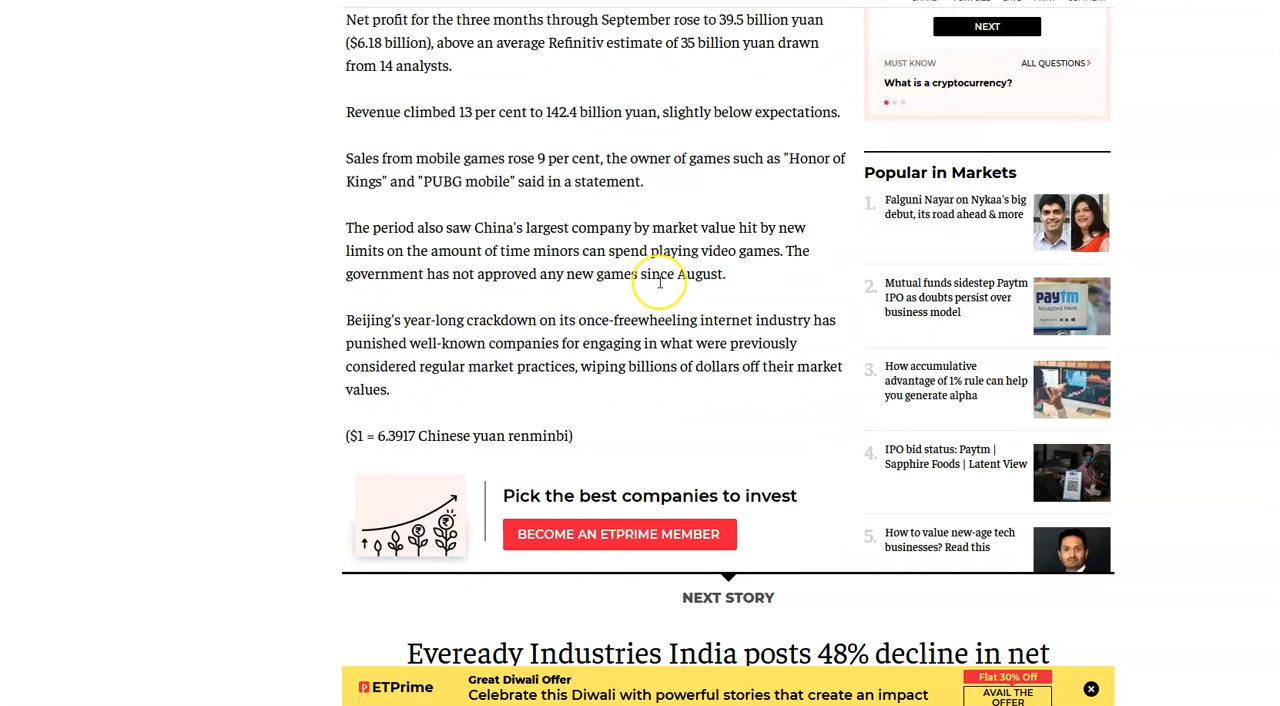 Net profit for the three months through September rose to 39.5 billion yuan
($6.18 billion), above an average Refinitiv estimate of 35 billion yuan drawn
from 14 analysts.
Revenue climbed 13 per cent to 142.4 billion yuan, slightly below expectations.
Sales from mobile games rose 9 per cent, the owner of games such as "Honor of
Kings" and "PUBG mobile" said in a statement.
The period also saw China's largest company by market value hit by new
limits on the amount of time minors can spend playing video games. The
government has not approved any new games since August.
Beijing's year-long crackdown on its once-freewheeling internet industry has
punished well-known companies for engaging in what were previously
considered regular market practices, wiping billions of dollars off their market
values.
($1 = 6.3917 Chinese yuan renminbi)
Pick the best companies to invest
BECOME AN ETPRIME MEMBER
NEXT
MUST KNOW
ALL QUESTIONS >
What is a cryptocurrency?
Popular in Markets
1.
Falguni Nayar on Nykaa's big
debut, its road ahead & more
2.
Mutual funds sidestep Paytm
IPO as doubts persist over
business model
paytm
Accepted Here
3.
How accumulative
advantage of 1% rule can help
you generate alpha
4.
IPO bid status: Paytm |
Sapphire Foods | Latent View
5.
How to value new-age tech
businesses? Read this
NEXT STORY
Eveready Industries India posts 48% decline in net
ETPrime
Great Diwali Offer
Celebrate this Diwali with powerful stories that create an impact
Flat 30% Off
AVAIL THE
OFFER